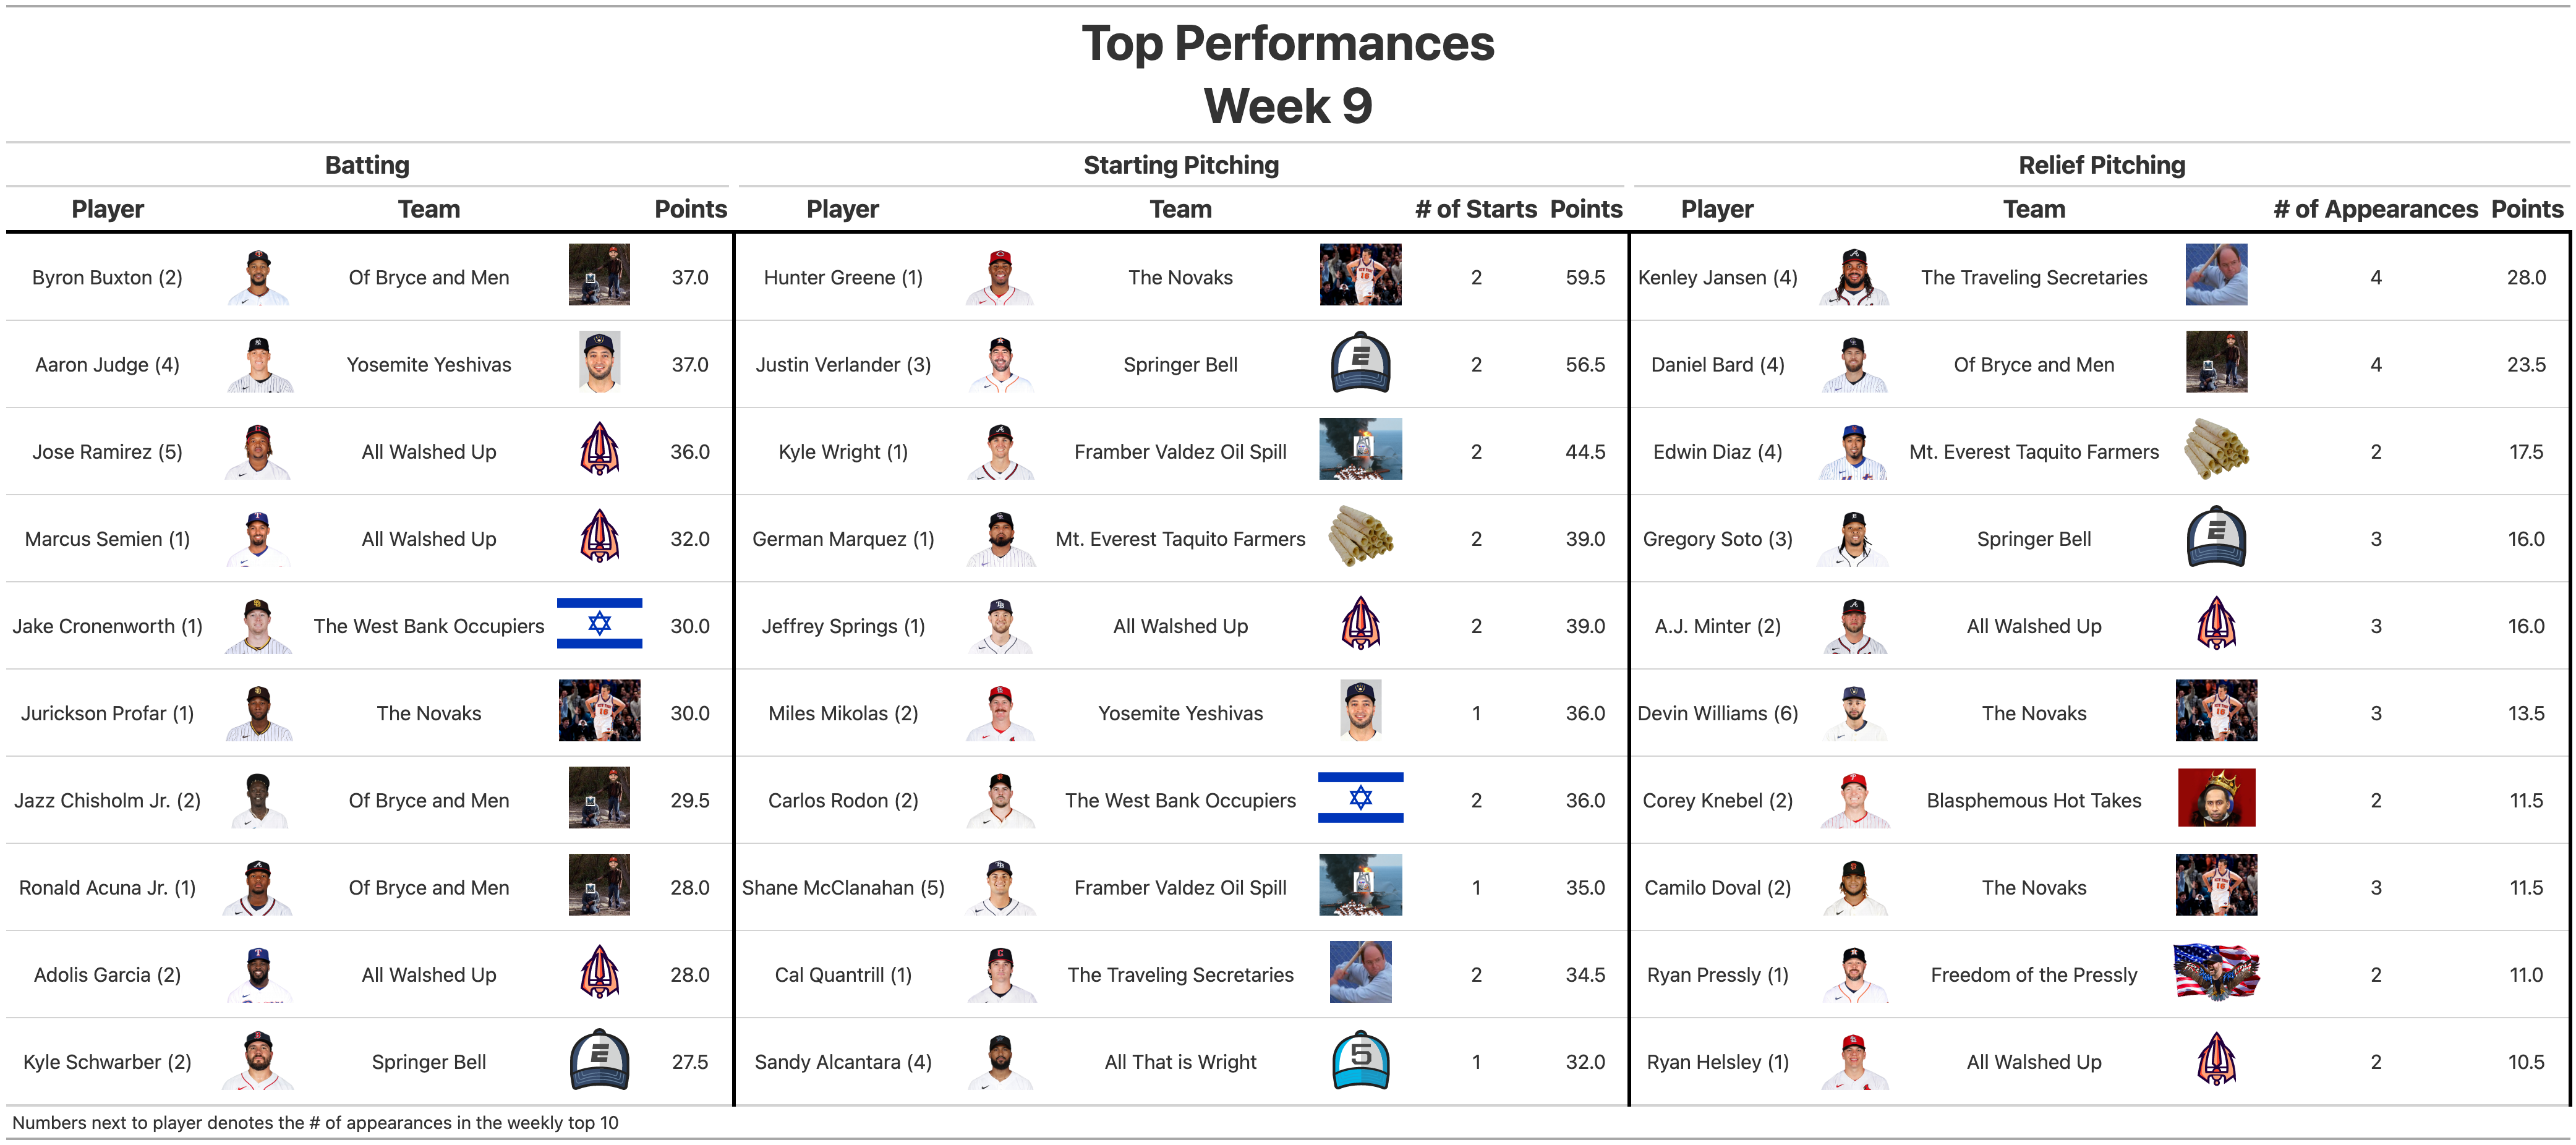 Top Performances
Week 9
Batting Starting Pitching Relief Pitching
Player Team Points Player Team # of Starts Points Player Team # of Appearances Points
Byron Buxton (2) Of Bryce and Men 37.0 Hunter Greene (1) The Novaks 2 59.5 Kenley Jansen (4) The Traveling Secretaries 4 28.0
Aaron Judge (4) Yosemite Yeshivas 37.0 Justin Verlander (3) Springer Bell 2 56.5 Daniel Bard (4) Of Bryce and Men 4 23.5
Jose Ramirez (5) All Walshed Up 36.0 Kyle Wright (1) Framber Valdez Oil Spill 2 44.5 Edwin Diaz (4) Mt. Everest Taquito Farmers 2 17.5
Marcus Semien (1) All Walshed Up 32.0 German Marquez (1) Mt. Everest Taquito Farmers 2 39.0 Gregory Soto (3) Springer Bell 3 16.0
Jake Cronenworth (1) The West Bank Occupiers 30.0 Jeffrey Springs (1) All Walshed Up 2 39.0 A.J. Minter (2) All Walshed Up 3 16.0
Jurickson Profar (1) The Novaks 30.0 Miles Mikolas (2) Yosemite Yeshivas 1 36.0 Devin Williams (6) The Novaks 3 13.5
Jazz Chisholm Jr. (2) Of Bryce and Men 29.5 Carlos Rodon (2) The West Bank Occupiers 2 36.0 Corey Knebel (2) Blasphemous Hot Takes 2 11.5
Ronald Acuna Jr. (1) Of Bryce and Men 28.0 Shane McClanahan (5) Framber Valdez Oil Spill 1 35.0 Camilo Doval (2) The Novaks 3 11.5
Adolis Garcia (2) All Walshed Up 28.0 Cal Quantrill (1) The Traveling Secretaries 2 34.5 Ryan Pressly (1) Freedom of the Pressly 2 11.0
Kyle Schwarber (2) Springer Bell 27.5 Sandy Alcantara (4) All That is Wright 5 1 32.0 Ryan Helsley (1) All Walshed Up 2 10.5
Numbers next to player denotes the # of appearances in the weekly top 10